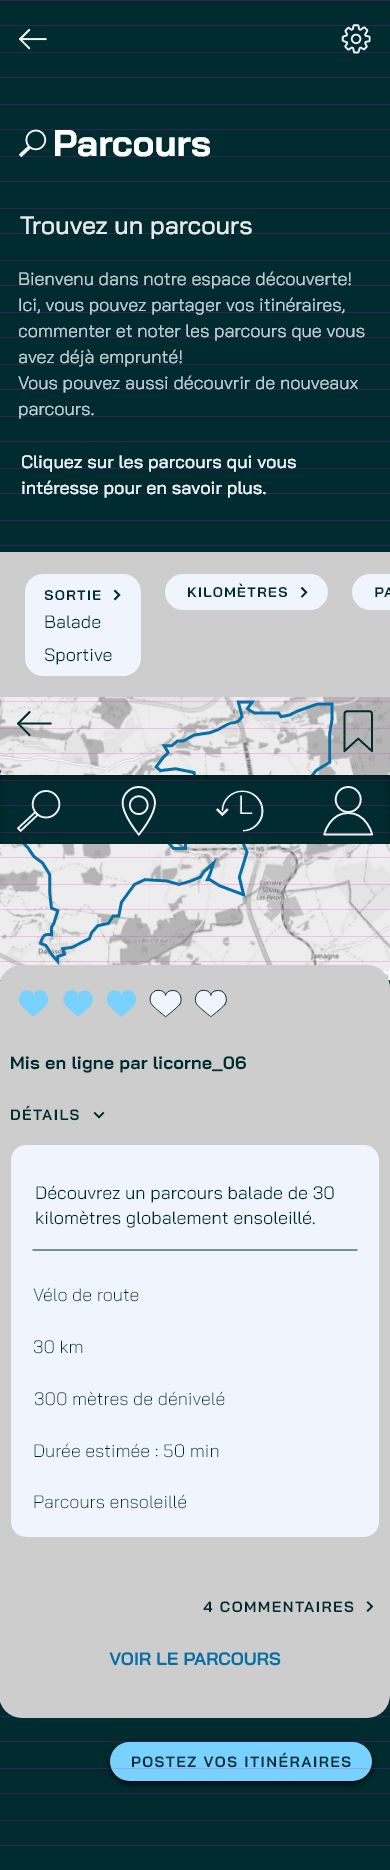 Parcours
Trouvez un parcours
Bienvenu dans notre espace découverte!
Ici, vous pouvez partager vos itinéraires,
commenter et noter les parcours que vous
avez déjà emprunté!
Vous pouvez aussi découvrir de nouveaux
parcours.
Cliquez sur les parcours qui vous
intéresse pour en savoir plus.
SORTIE
KILOMÈTRES
PA
Balade
Sportive
Jamagne
Mis en ligne par licorne_06
DÉTAILS
Découvrez un parcours balade de 30
kilomètres globalement ensoleillé.
Vélo de route
30 km
300 mètres de dénivelé
Durée estimée : 50 min
Parcours ensoleillé
4 COMMENTAIRES
VOIR LE PARCOURS
POSTEZ VOS ITINÉRAIRES